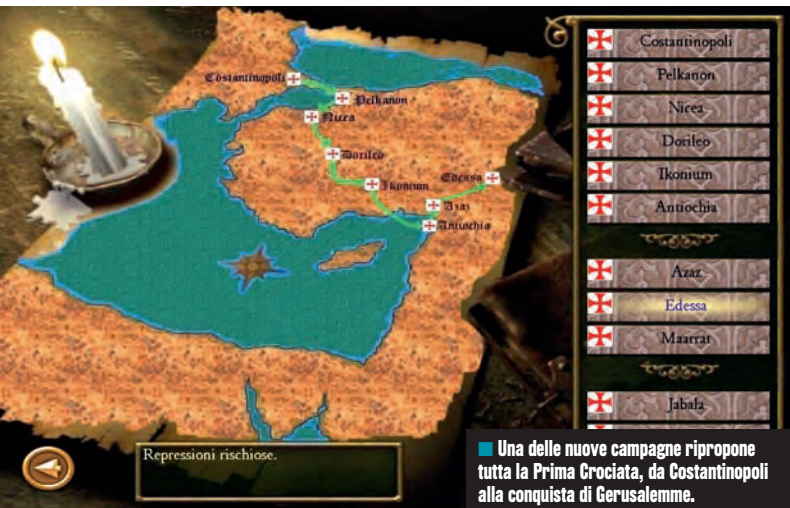 Costantinopoli
Pelkanon
Nicea
Dorileo
Ikonium
Edessa
Azaz
Antiochia
Costantinopoli
Pelkanon
Nicea
Dorileo
Ikonium
Antiochia
Azaz
Edessa
Maarrat
Jabala
Repressioni rischiose.
Una delle nuove campagne ripropone
tutta la Prima Crociata, da Costantinopoli
alla conquista di Gerusalemme.